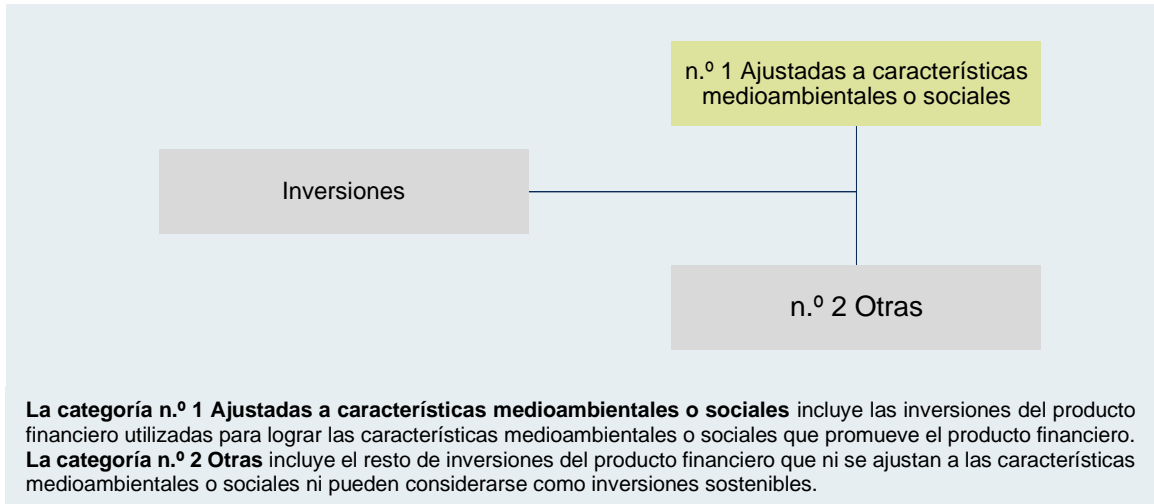 n.º 1 Ajustadas a características
medioambientales o sociales
Inversiones
n.º 2 Otras
La categoría n.º 1 Ajustadas a características medioambientales o sociales incluye las inversiones del producto
financiero utilizadas para lograr las características medioambientales o sociales que promueve el producto financiero.
La categoría n.º 2 Otras incluye el resto de inversiones del producto financiero que ni se ajustan a las características
medioambientales o sociales ni pueden considerarse como inversiones sostenibles.